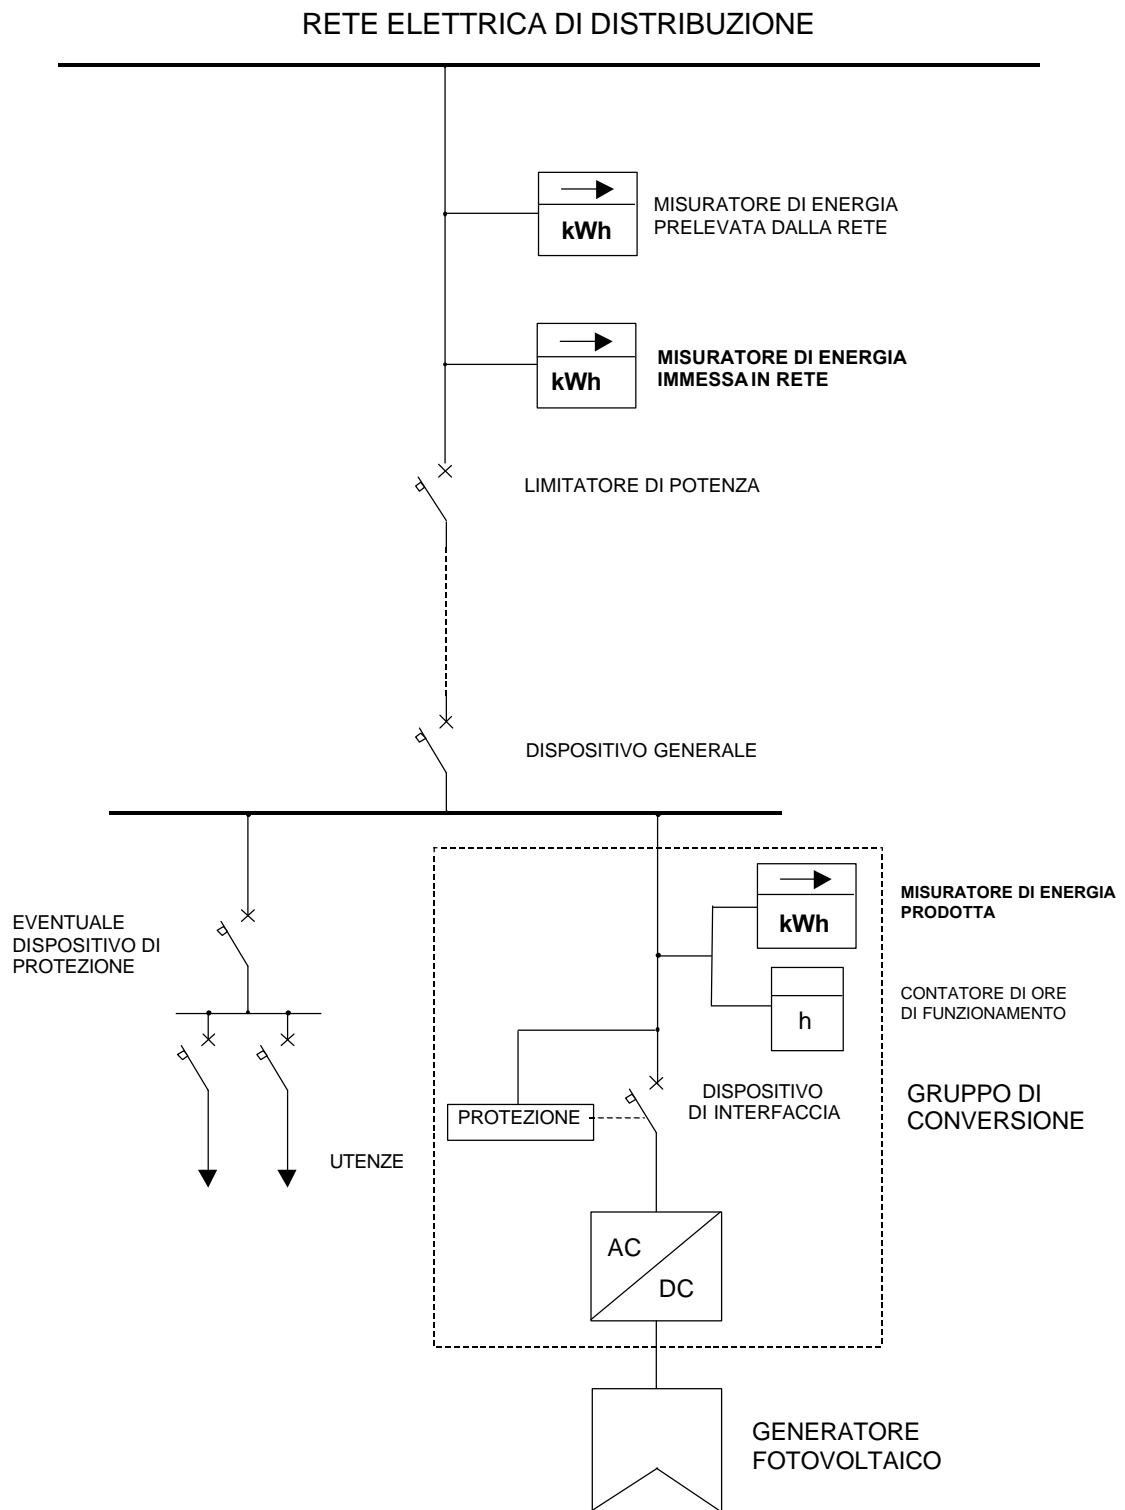 RETE ELETTRICA DI DISTRIBUZIONE
kWh
MISURATORE DI ENERGIA
PRELEVATA DALLA RETE
kWh
MISURATORE DI ENERGIA
IMMESSA IN RETE
LIMITATORE DI POTENZA
DISPOSITIVO GENERALE
EVENTUALE
DISPOSITIVO DI
PROTEZIONE
UTENZE
kWh
MISURATORE DI ENERGIA
PRODOTTA
h
CONTATORE DI ORE
DI FUNZIONAMENTO
PROTEZIONE
DISPOSITIVO
DI INTERFACCIA
GRUPPO DI
CONVERSIONE
AC
DC
GENERATORE
FOTOVOLTAICO